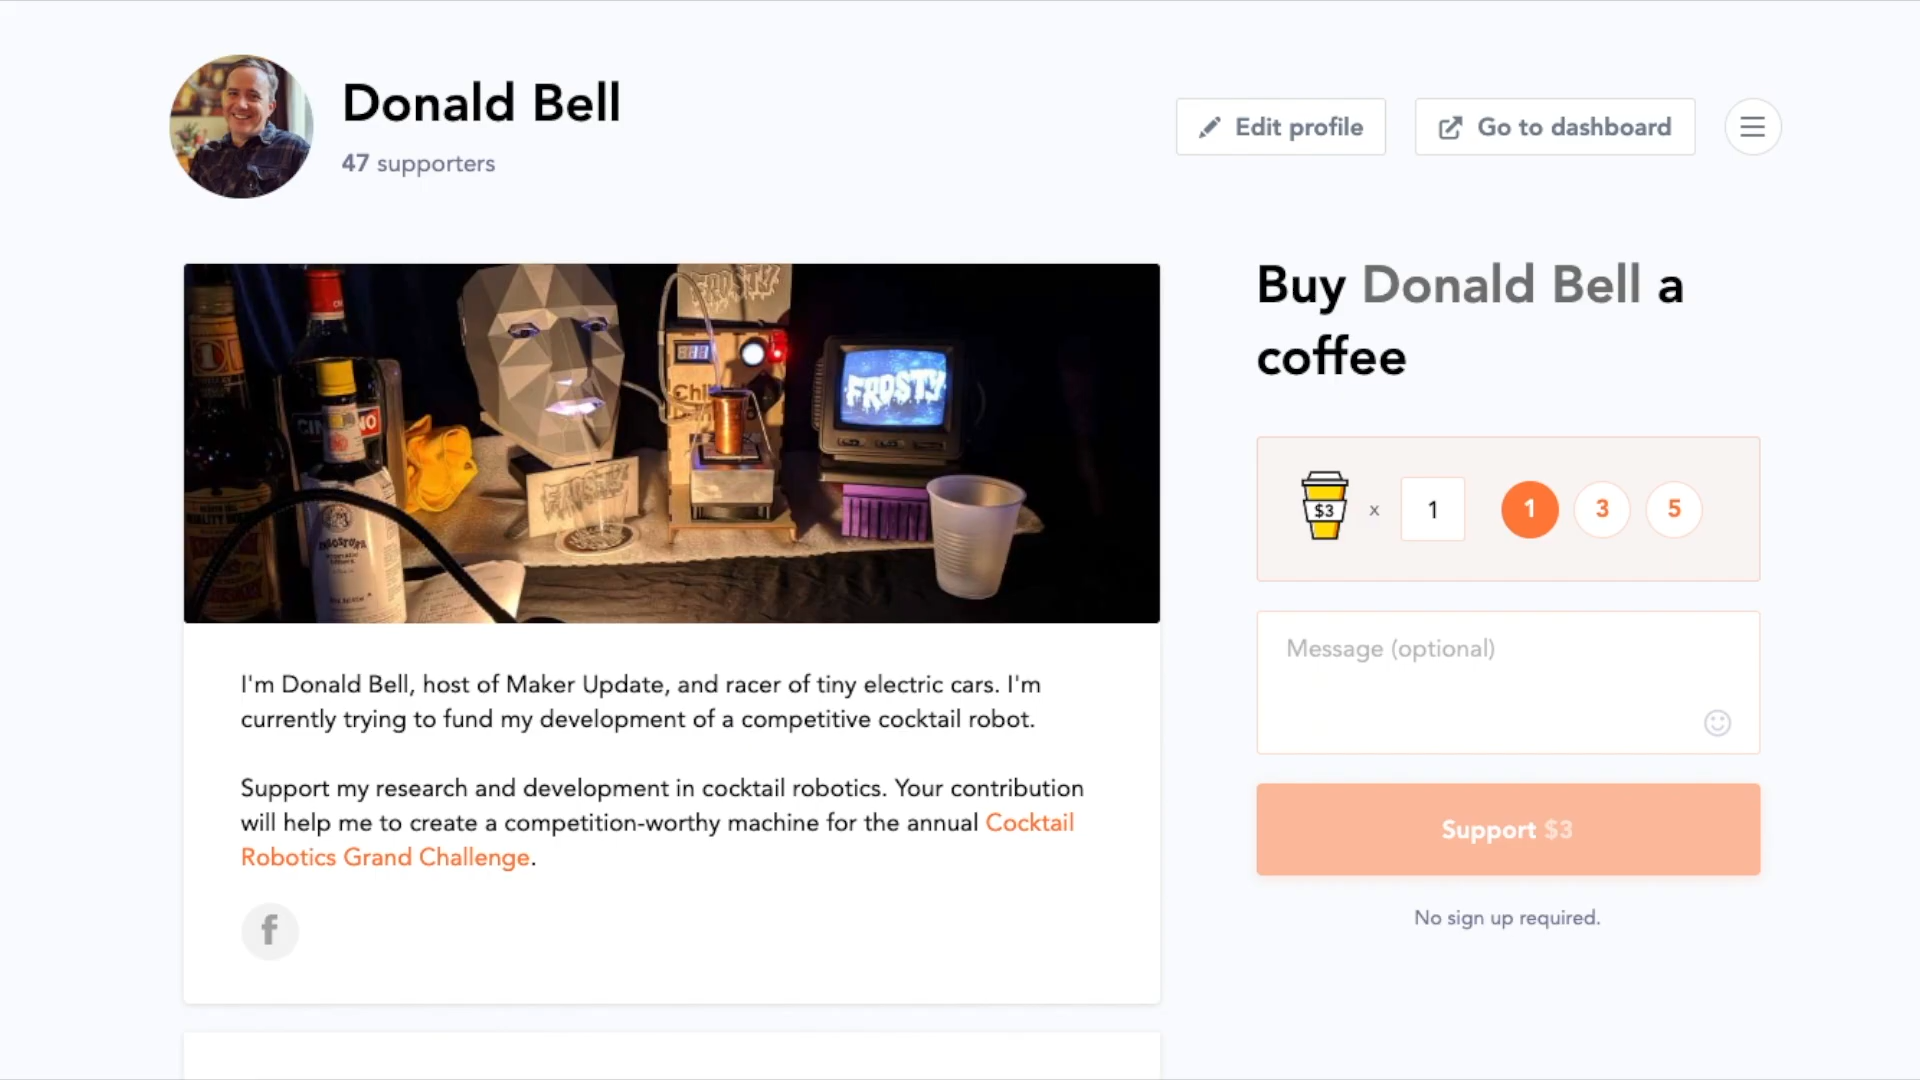 Donald Bell
47 supporters
Edit profile
Go to dashboard
FROSTY
FROSTY
FROSTY
CINZANO
I'm Donald Bell, host of Maker Update, and racer of tiny electric cars. I'm
currently trying to fund my development of a competitive cocktail robot.
Support my research and development in cocktail robotics. Your contribution
will help me to create a competition-worthy machine for the annual Cocktail
Robotics Grand Challenge.
f
Buy Donald Bell a
coffee
$3 x 1 1 3 5
Message (optional)
Support $3
No sign up required.